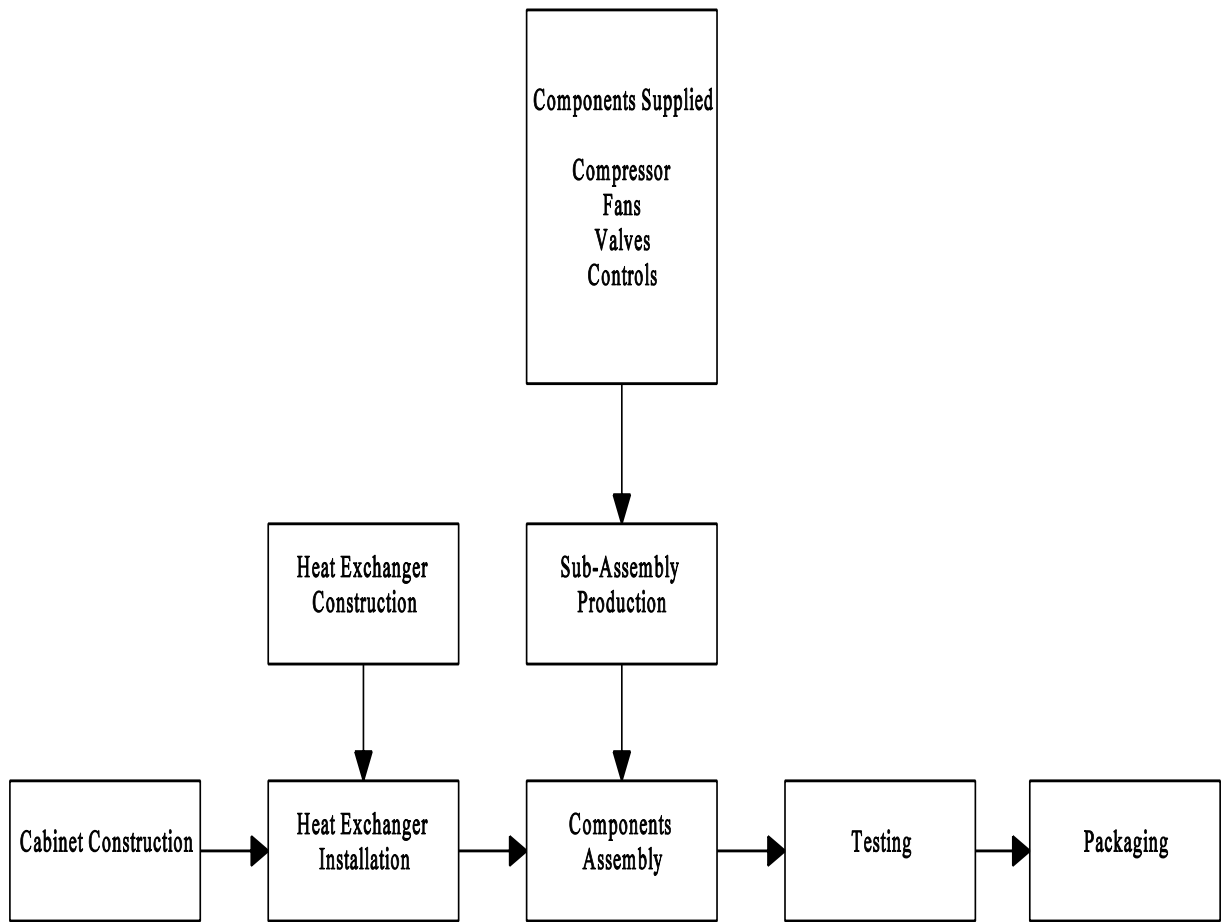 Components Supplied
Compressor
Fans
Valves
Controls
Heat Exchanger
Construction
Sub-Assembly
Production
Cabinet Construction
Heat Exchanger
Installation
Components
Assembly
Testing
Packaging